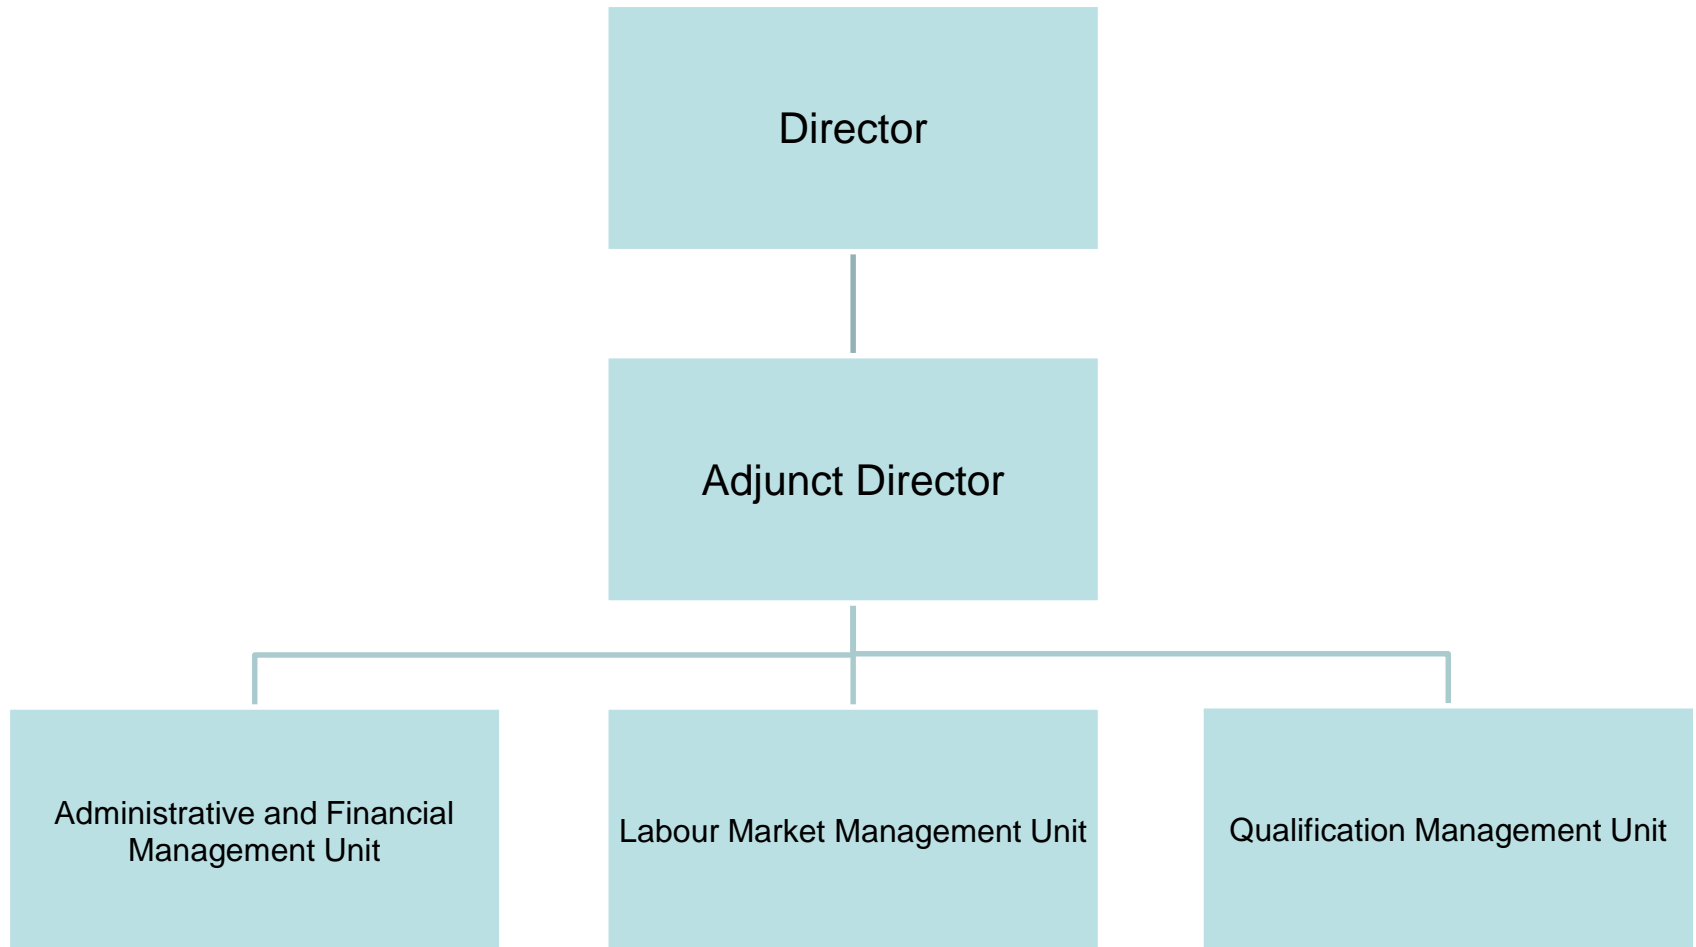 Director
Adjunct Director
Administrative and Financial
Management Unit
Labour Market Management Unit
Qualification Management Unit